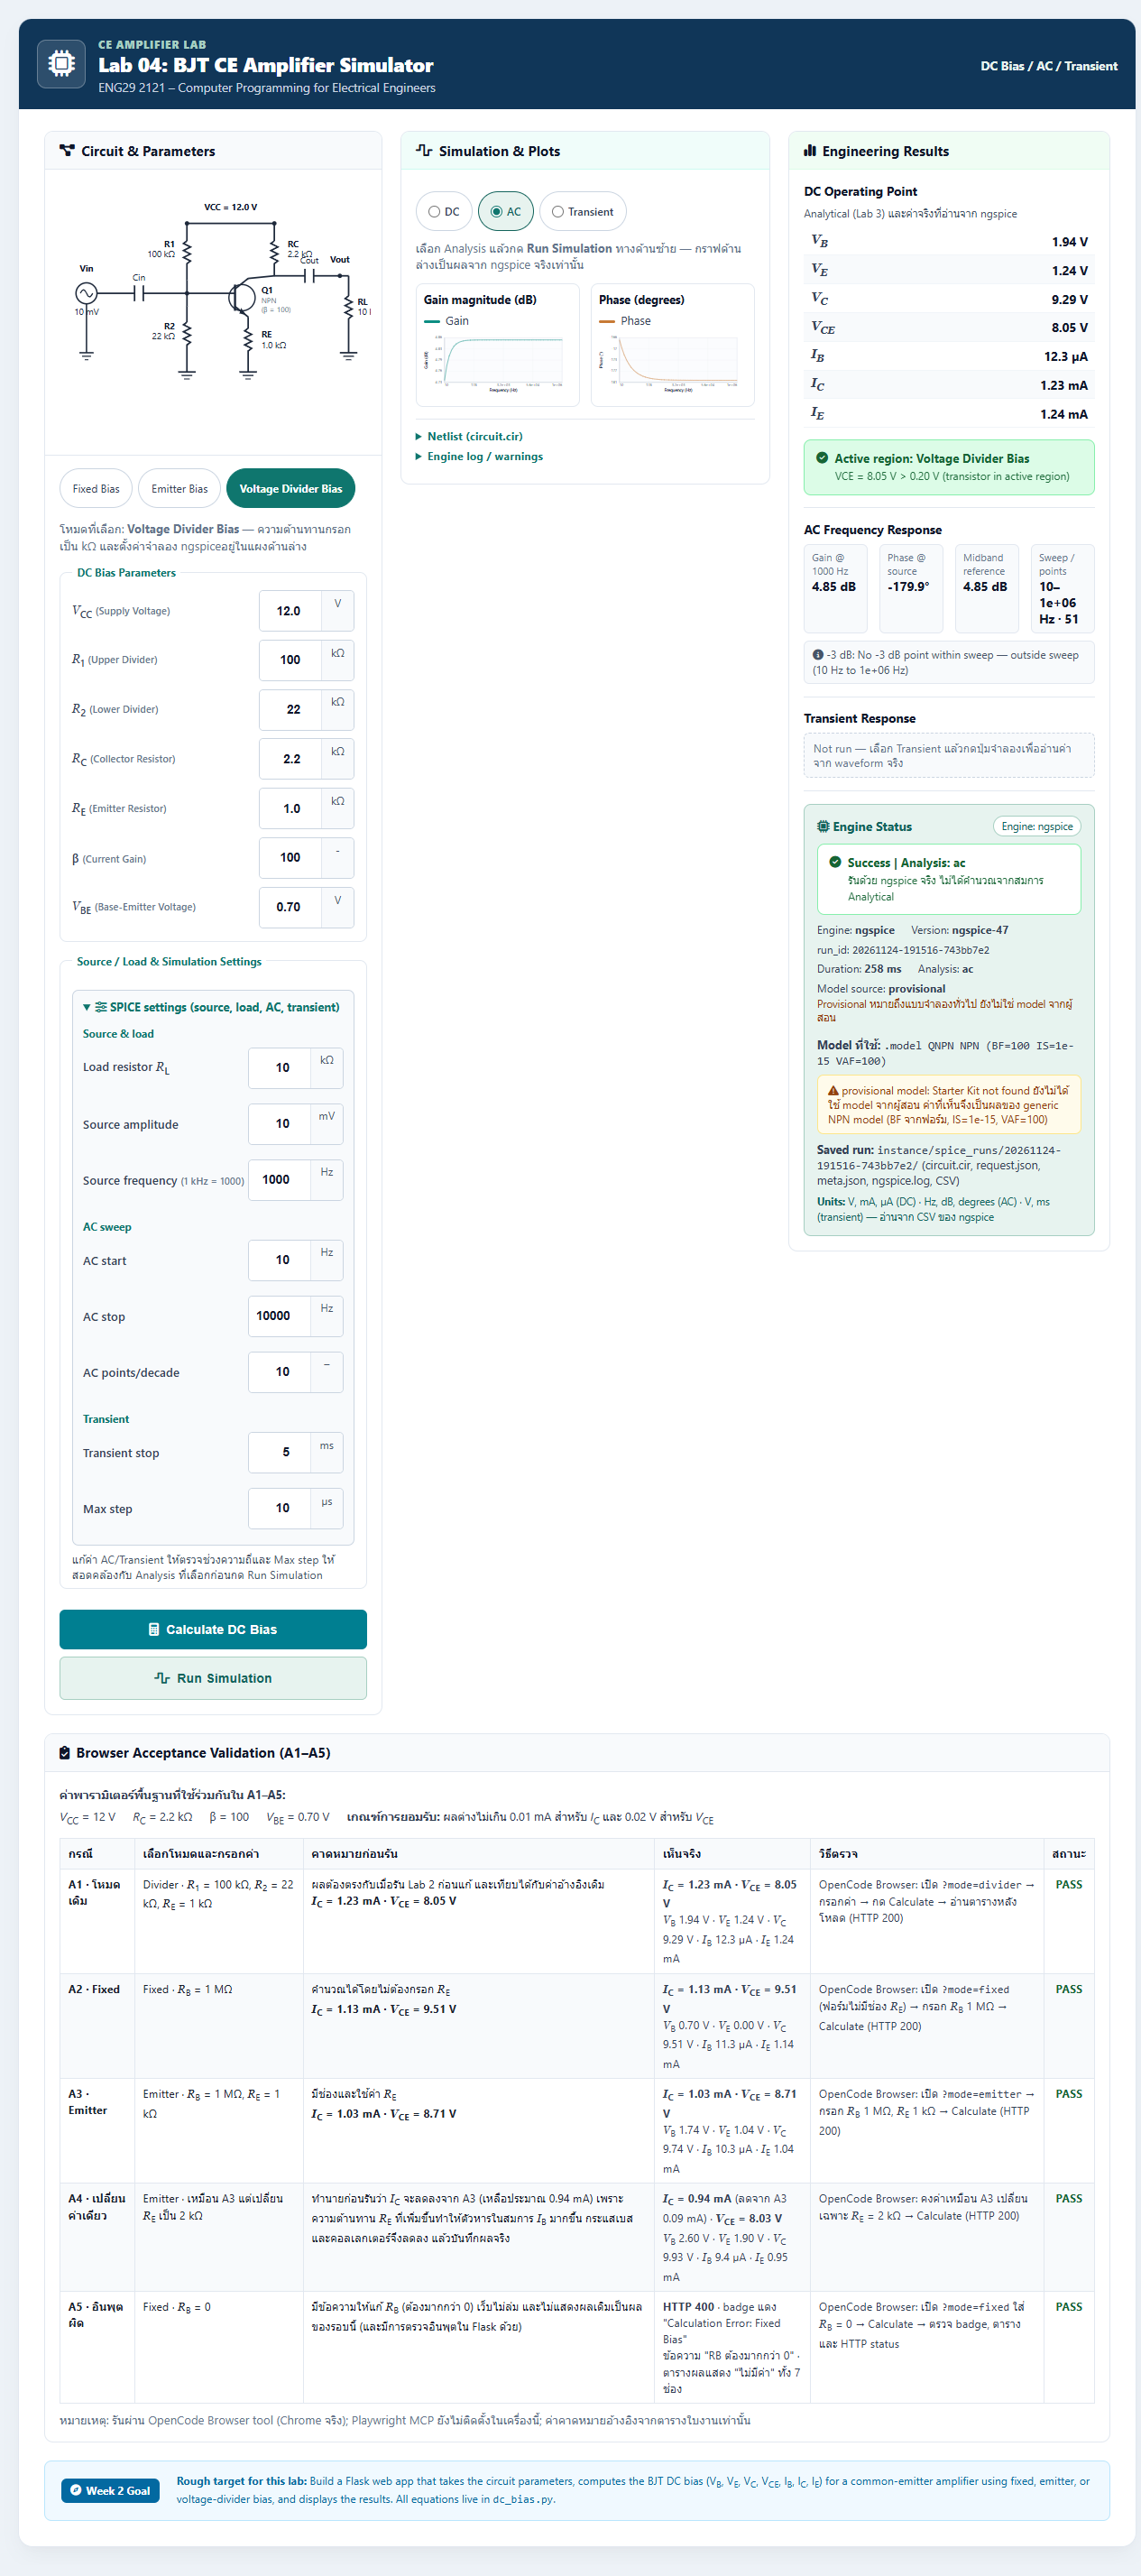 CE AMPLIFIER LAB
Lab 04: BJT CE Amplifier Simulator
ENG29 2121 – Computer Programming for Electrical Engineers
DC Bias / AC / Transient
Circuit & Parameters
VCC = 12.0 V
R1
100 kΩ
RC
2.2 kΩ
Cout
Vout
Vin
Cin
Q1
NPN
(β = 100)
RL
10 mV
R2
22 kΩ
RE
1.0 kΩ
Fixed Bias
Emitter Bias
Voltage Divider Bias
โหมดที่เลือก: Voltage Divider Bias — ความต้านทานกรอก
เป็น kΩ และตั้งค่าจำลอง ngspiceอยู่ในแผงด้านล่าง
DC Bias Parameters
VCC (Supply Voltage) 12.0 V
R1 (Upper Divider) 100 kΩ
R2 (Lower Divider) 22 kΩ
RC (Collector Resistor) 2.2 kΩ
RE (Emitter Resistor) 1.0 kΩ
β (Current Gain) 100 -
VBE (Base-Emitter Voltage) 0.70 V
Source / Load & Simulation Settings
▼ SPICE settings (source, load, AC, transient)
Source & load
Load resistor RL 10 kΩ
Source amplitude 10 mV
Source frequency (1 kHz = 1000) 1000 Hz
AC sweep
AC start 10 Hz
AC stop 10000 Hz
AC points/decade 10 –
Transient
Transient stop 5 ms
Max step 10 µs
แก้ค่า AC/Transient ให้ตรวจช่วงความถี่และ Max step ให้
สอดคล้องกับ Analysis ที่เลือกก่อนกด Run Simulation
Calculate DC Bias
Run Simulation
Simulation & Plots
DC
AC
Transient
เลือก Analysis แล้วกด Run Simulation ทางด้านซ้าย — กราฟด้าน
ล่างเป็นผลจาก ngspice จริงเท่านั้น
Gain magnitude (dB)
Gain
Gain (dB)
Frequency (Hz)
Phase (degrees)
Phase
Phase (°)
Frequency (Hz)
▶ Netlist (circuit.cir)
▶ Engine log / warnings
Engineering Results
DC Operating Point
Analytical (Lab 3) และค่าจริงที่อ่านจาก ngspice
VB 1.94 V
VE 1.24 V
VC 9.29 V
VCE 8.05 V
IB 12.3 µA
IC 1.23 mA
IE 1.24 mA
Active region: Voltage Divider Bias
VCE = 8.05 V > 0.20 V (transistor in active region)
AC Frequency Response
Gain @
1000 Hz
4.85 dB
Phase @
source
-179.9°
Midband
reference
4.85 dB
Sweep /
points
10–
1e+06
Hz · 51
-3 dB: No -3 dB point within sweep — outside sweep
(10 Hz to 1e+06 Hz)
Transient Response
Not run — เลือก Transient แล้วกดปุ่มจำลองเพื่ออ่านค่า
จาก waveform จริง
Engine Status
Engine: ngspice
Success | Analysis: ac
รันด้วย ngspice จริง ไม่ได้คำนวณจากสมการ
Analytical
Engine: ngspice Version: ngspice-47
run_id: 20261124-191516-743bb7e2
Duration: 258 ms Analysis: ac
Model source: provisional
Provisional หมายถึงแบบจำลองทั่วไป ยังไม่ใช่ model จากผู้
สอน
Model ที่ใช้: .model QNPN NPN (BF=100 IS=1e-
15 VAF=100)
provisional model: Starter Kit not found ยังไม่ได้
ใช้ model จากผู้สอน ค่าที่เห็นจึงเป็นผลของ generic
NPN model (BF จากฟอร์ม, IS=1e-15, VAF=100)
Saved run: instance/spice_runs/20261124-
191516-743bb7e2/ (circuit.cir, request.json,
meta.json, ngspice.log, CSV)
Units: V, mA, µA (DC) · Hz, dB, degrees (AC) · V, ms
(transient) — อ่านจาก CSV ของ ngspice
Browser Acceptance Validation (A1–A5)
ค่าพารามิเตอร์พื้นฐานที่ใช้ร่วมกันใน A1–A5:
VCC = 12 V RC = 2.2 kΩ β = 100 VBE = 0.70 V เกณฑ์การยอมรับ: ผลต่างไม่เกิน 0.01 mA สำหรับ IC และ 0.02 V สำหรับ VCE
กรณี เลือกโหมดและกรอกค่า คาดหมายก่อนรัน เห็นจริง วิธีตรวจ สถานะ
A1 · โหมด
เดิม
Divider · R1 = 100 kΩ, R2 = 22
kΩ, RE = 1 kΩ
ผลต้องตรงกับเมื่อรัน Lab 2 ก่อนแก้ และเทียบได้กับค่าอ้างอิงเดิม
IC = 1.23 mA · VCE = 8.05 V
IC = 1.23 mA · VCE = 8.05
V
VB 1.94 V · VE 1.24 V · VC
9.29 V · IB 12.3 µA · IE 1.24
mA
OpenCode Browser: เปิด ?mode=divider →
กรอกค่า → กด Calculate → อ่านตารางหลัง
โหลด (HTTP 200)
PASS
A2 · Fixed
Fixed · RB = 1 MΩ
คำนวณได้โดยไม่ต้องกรอก RE
IC = 1.13 mA · VCE = 9.51 V
IC = 1.13 mA · VCE = 9.51
V
VB 0.70 V · VE 0.00 V · VC
9.51 V · IB 11.3 µA · IE 1.14
mA
OpenCode Browser: เปิด ?mode=fixed
(ฟอร์มไม่มีช่อง RE) → กรอก RB 1 MΩ →
Calculate (HTTP 200)
PASS
A3 ·
Emitter
Emitter · RB = 1 MΩ, RE = 1
kΩ
มีช่องและใช้ค่า RE
IC = 1.03 mA · VCE = 8.71 V
IC = 1.03 mA · VCE = 8.71
V
VB 1.74 V · VE 1.04 V · VC
9.74 V · IB 10.3 µA · IE 1.04
mA
OpenCode Browser: เปิด ?mode=emitter →
กรอก RB 1 MΩ, RE 1 kΩ → Calculate (HTTP
200)
PASS
A4 · เปลี่ยน
ค่าเดียว
Emitter · เหมือน A3 แต่เปลี่ยน
RE เป็น 2 kΩ
ทำนายก่อนรันว่า IC จะลดลงจาก A3 (เหลือประมาณ 0.94 mA) เพราะ
ความต้านทาน RE ที่เพิ่มขึ้นทำให้ตัวหารในสมการ IB มากขึ้น กระแสเบส
และคอลเลกเตอร์จึงลดลง แล้วบันทึกผลจริง
IC = 0.94 mA (ลดจาก A3
0.09 mA) · VCE = 8.03 V
VB 2.60 V · VE 1.90 V · VC
9.93 V · IB 9.4 µA · IE 0.95
mA
OpenCode Browser: คงค่าเหมือน A3 เปลี่ยน
เฉพาะ RE = 2 kΩ → Calculate (HTTP 200)
PASS
A5 · อินพุต
ผิด
Fixed · RB = 0
มีข้อความให้แก้ RB (ต้องมากกว่า 0) เว็บไม่ล่ม และไม่แสดงผลเดิมเป็นผล
ของรอบนี้ (และมีการตรวจอินพุตใน Flask ด้วย)
HTTP 400 · badge แดง
"Calculation Error: Fixed
Bias"
ข้อความ "RB ต้องมากกว่า 0" ·
ตารางผลแสดง "ไม่มีค่า" ทั้ง 7
ช่อง
OpenCode Browser: เปิด ?mode=fixed ใส่
RB = 0 → Calculate → ตรวจ badge, ตาราง
และ HTTP status
PASS
หมายเหตุ: รันผ่าน OpenCode Browser tool (Chrome จริง); Playwright MCP ยังไม่ติดตั้งในเครื่องนี้; ค่าคาดหมายอ้างอิงจากตารางใบงานเท่านั้น
Week 2 Goal
Rough target for this lab: Build a Flask web app that takes the circuit parameters, computes the BJT DC bias (VB, VE, VC, VCE, IB, IC, IE) for a common-emitter amplifier using fixed, emitter, or
voltage-divider bias, and displays the results. All equations live in dc_bias.py.